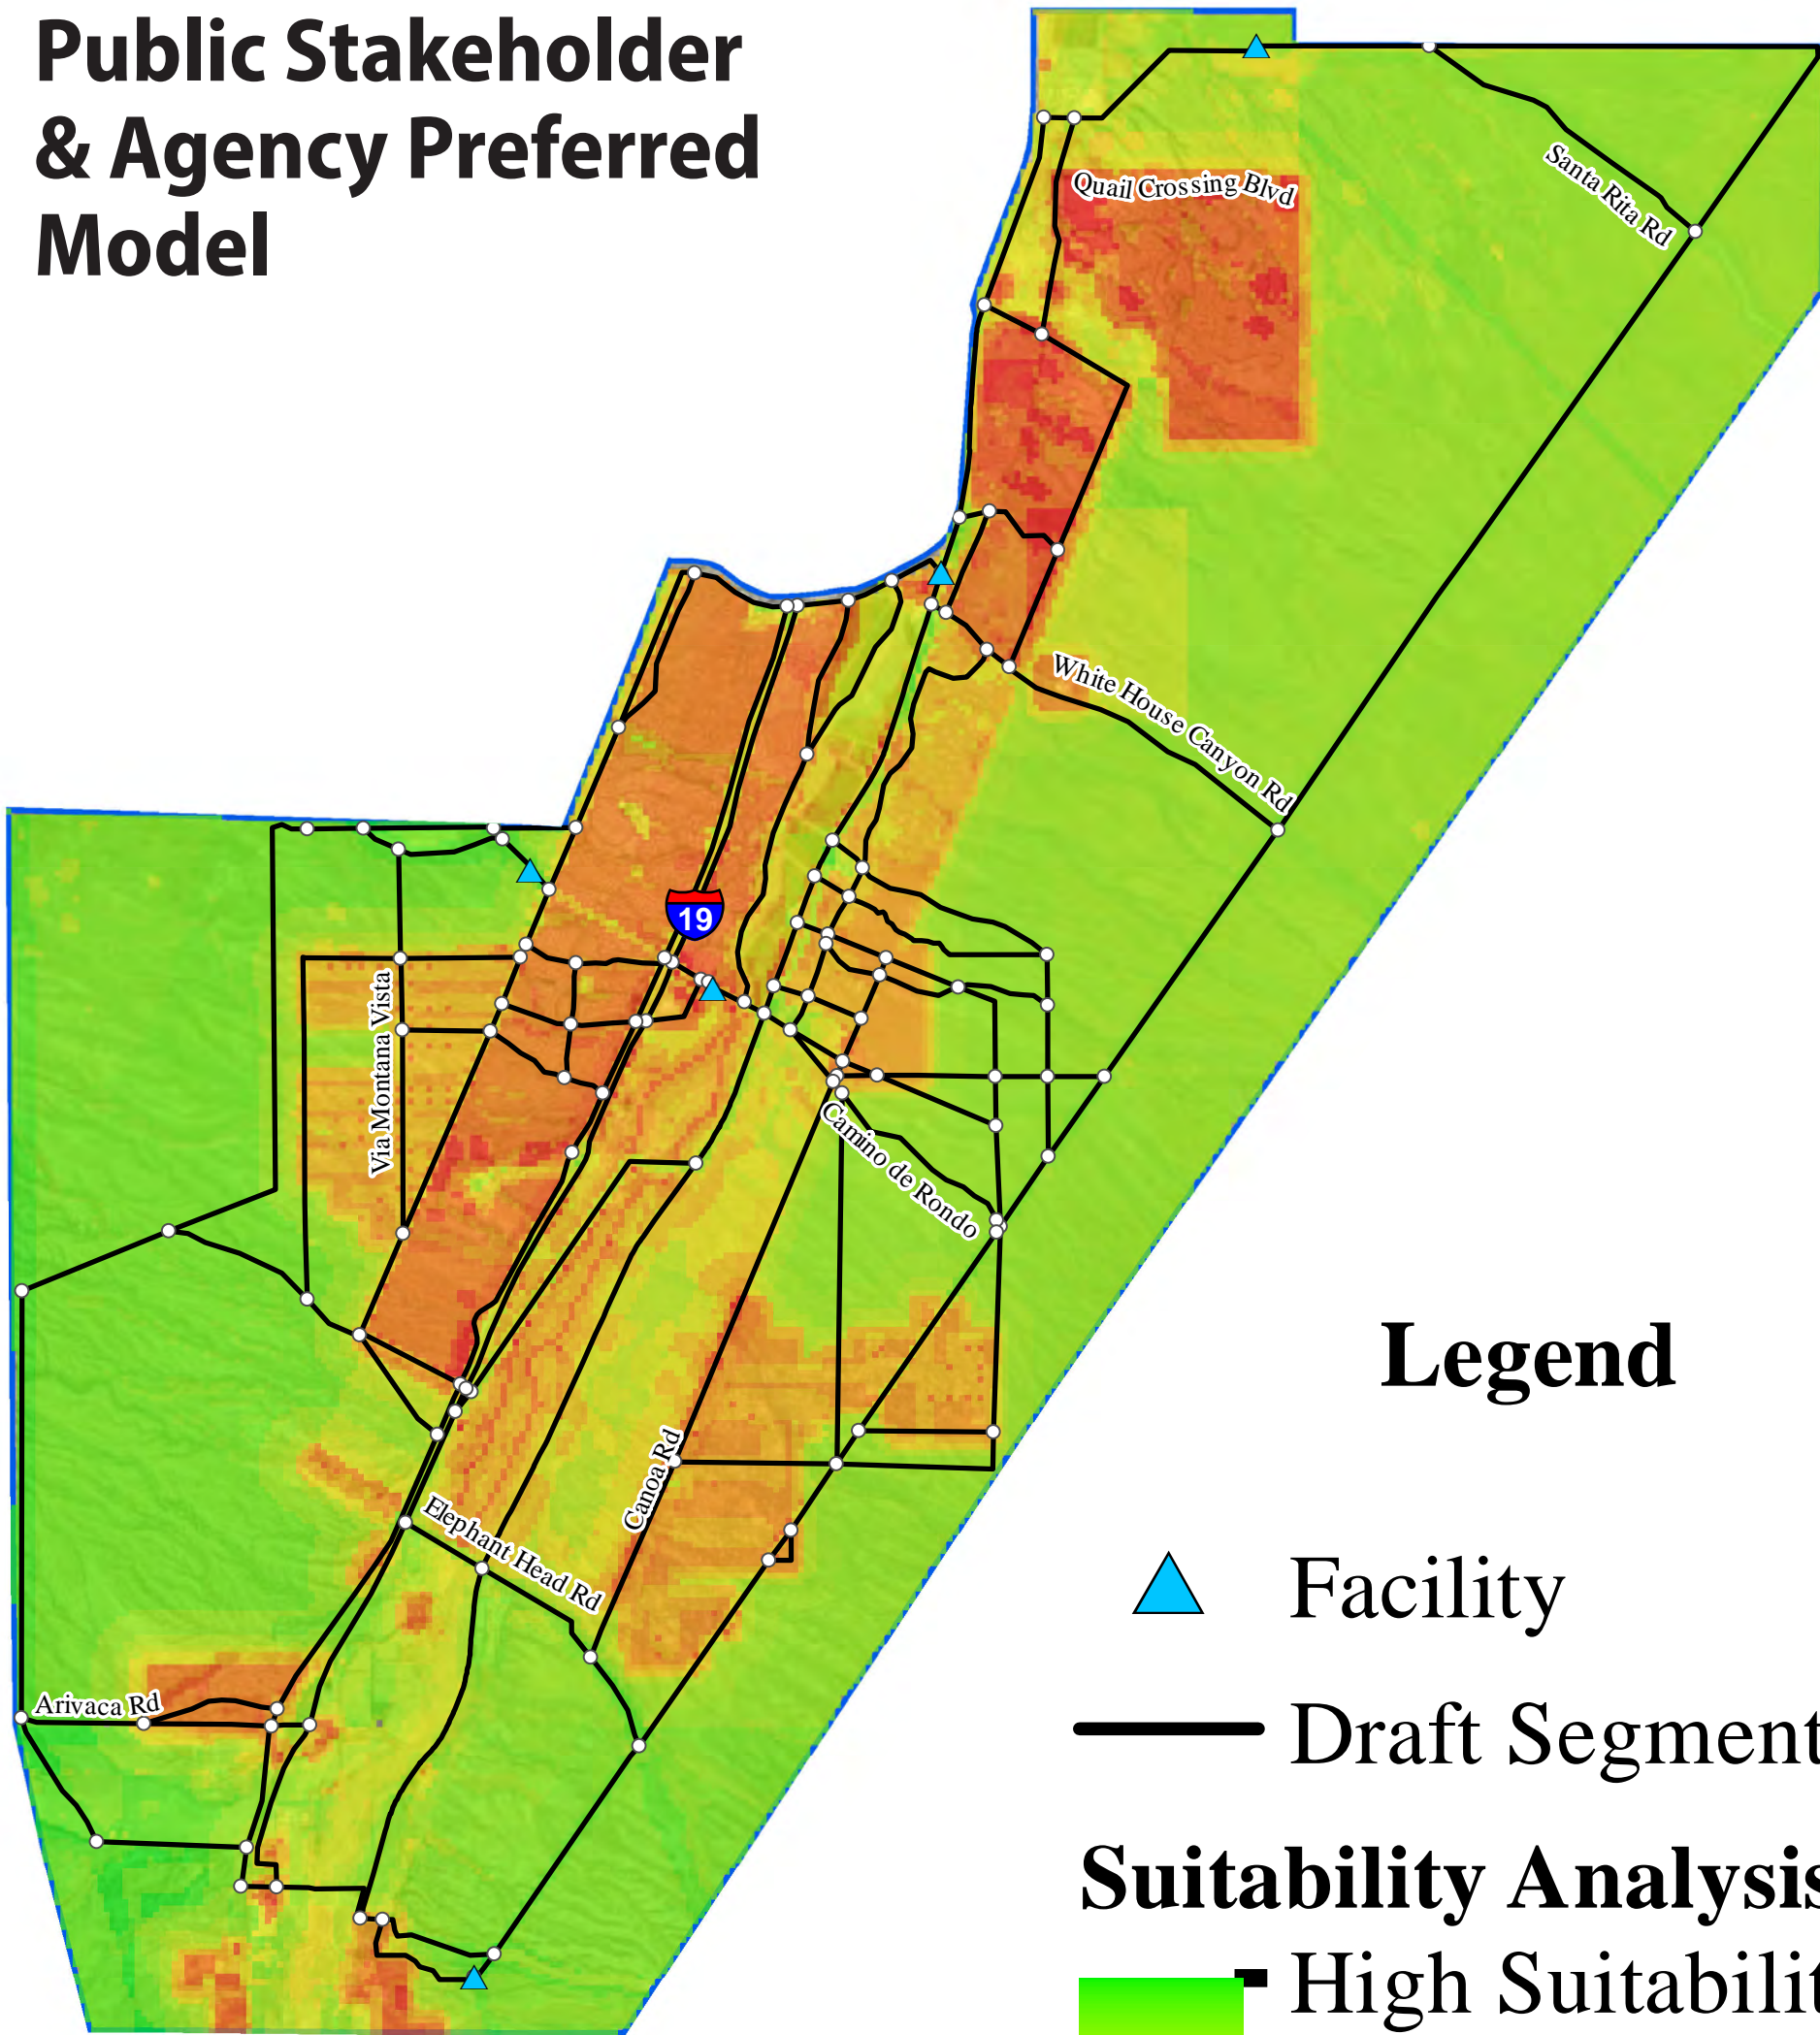 Public Stakeholder
& Agency Preferred
Model
Quail Crossing Blvd
Santa Rita Rd
White House Canyon Rd
19
Via Montana Vista
Camino de Rondo
Canoa Rd
Elephant Head Rd
Arivaca Rd
Legend
Facility
Draft Segment
Suitability Analysis
High Suitabilit